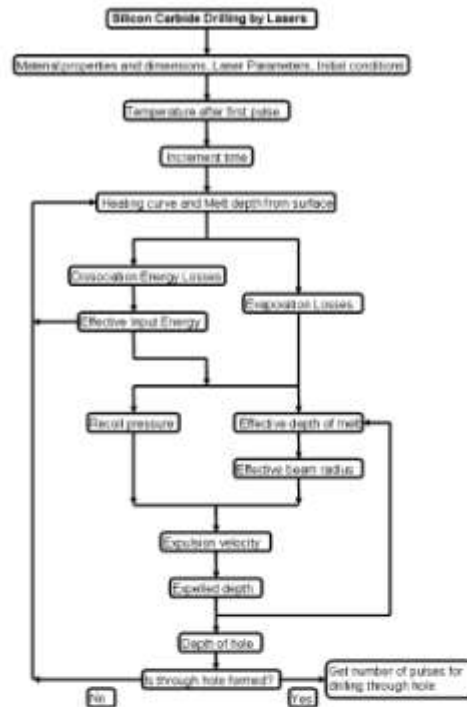 Silicon Carbide Drilling by Lasers
Material properties and dimensions, Laser Parameters, Initial conditions
Temperature after first pulse
Increment time
Heating curve and Melt depth from surface
Dissociation Energy Losses
Evaporation Losses
Effective Input Energy
Recoil pressure
Effective depth of melt
Effective beam radius
Expulsion velocity
Expelled depth
Depth of hole
Is through hole formed?
Get number of pulses for
drilling through hole
No
Yes